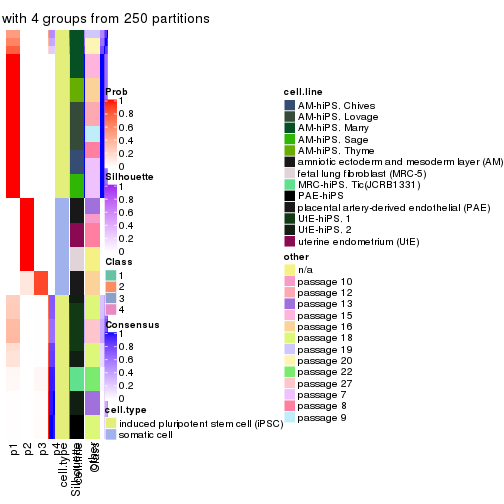 with 4 groups from 250 partitions
Prob
1
0.8
0.6
0.4
0.2
0
Silhouette
1
0.8
0.6
0.4
0.2
0
Class
1
2
3
4
Consensus
1
0.8
0.6
0.4
0.2
0
cell.type
induced pluripotent stem cell (iPSC)
somatic cell
cell.line
AM-hiPS. Chives
AM-hiPS. Lovage
AM-hiPS. Marry
AM-hiPS. Sage
AM-hiPS. Thyme
amniotic ectoderm and mesoderm layer (AM)
fetal lung fibroblast (MRC-5)
MRC-hiPS. Tic(JCRB1331)
PAE-hiPS
placental artery-derived endothelial (PAE)
UtE-hiPS. 1
UtE-hiPS. 2
uterine endometrium (UtE)
other
n/a
passage 10
passage 12
passage 13
passage 15
passage 16
passage 18
passage 19
passage 20
passage 22
passage 27
passage 7
passage 8
passage 9
p1
p2
p3
p4
cell.type
Silhouette
cell.line
other
Class